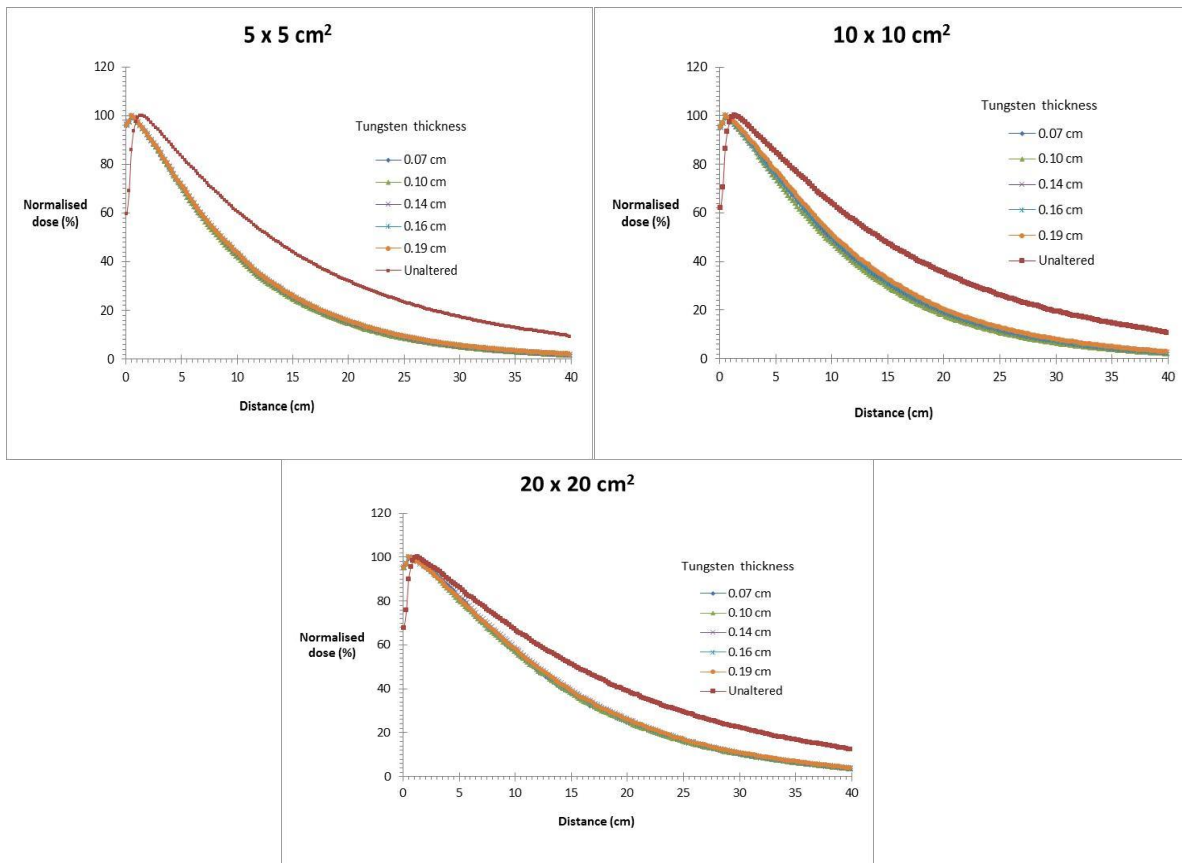 5 x 5 cm²
120
100
80
60
40
20
0
Normalised
dose (%)
Tungsten thickness
0.07 cm
0.10 cm
0.14 cm
0.16 cm
0.19 cm
Unaltered
0 5 10 15 20 25 30 35 40
Distance (cm)
10 x 10 cm²
120
100
80
60
40
20
0
Normalised
dose (%)
Tungsten thickness
0.07 cm
0.10 cm
0.14 cm
0.16 cm
0.19 cm
Unaltered
0 5 10 15 20 25 30 35 40
Distance (cm)
20 x 20 cm²
120
100
80
60
40
20
0
Normalised
dose (%)
Tungsten thickness
0.07 cm
0.10 cm
0.14 cm
0.16 cm
0.19 cm
Unaltered
0 5 10 15 20 25 30 35 40
Distance (cm)